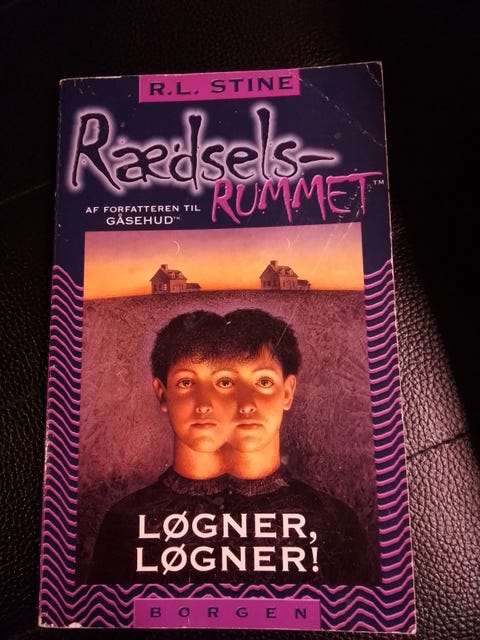 R.L. STINE
Rædsels-
RUMMET™
AF FORFATTEREN TIL
GÅSEHUD™
LØGNER,
LØGNER!
BORGEN